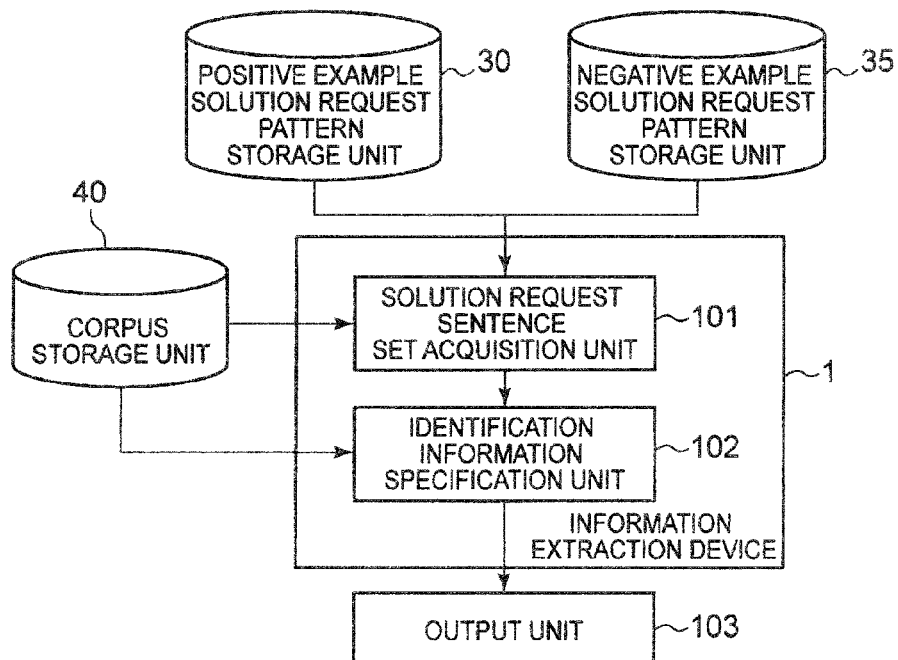 POSITIVE EXAMPLE
SOLUTION REQUEST
PATTERN
STORAGE UNIT
30
NEGATIVE EXAMPLE
SOLUTION REQUEST
PATTERN
STORAGE UNIT
35
40
CORPUS
STORAGE UNIT
SOLUTION REQUEST
SENTENCE
SET ACQUISITION UNIT
101
1
IDENTIFICATION
INFORMATION
SPECIFICATION UNIT
102
INFORMATION
EXTRACTION DEVICE
OUTPUT UNIT
103